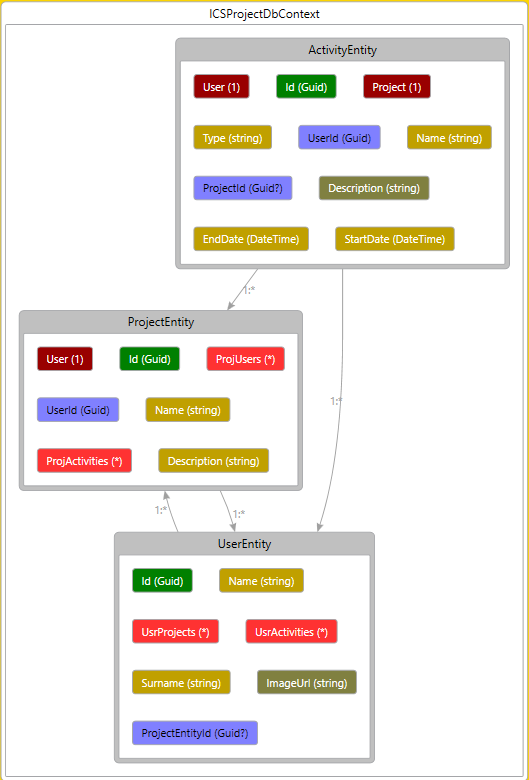 ICSProjectDbContext
ActivityEntity
User (1) Id (Guid) Project (1)
Type (string) UserId (Guid) Name (string)
ProjectId (Guid?) Description (string)
EndDate (DateTime) StartDate (DateTime)
1:*
ProjectEntity
User (1) Id (Guid) ProjUsers (*)
UserId (Guid) Name (string)
1:*
ProjActivities (*) Description (string)
1:* 1:*
UserEntity
Id (Guid) Name (string)
UsrProjects (*) UsrActivities (*)
Surname (string) ImageUrl (string)
ProjectEntityId (Guid?)